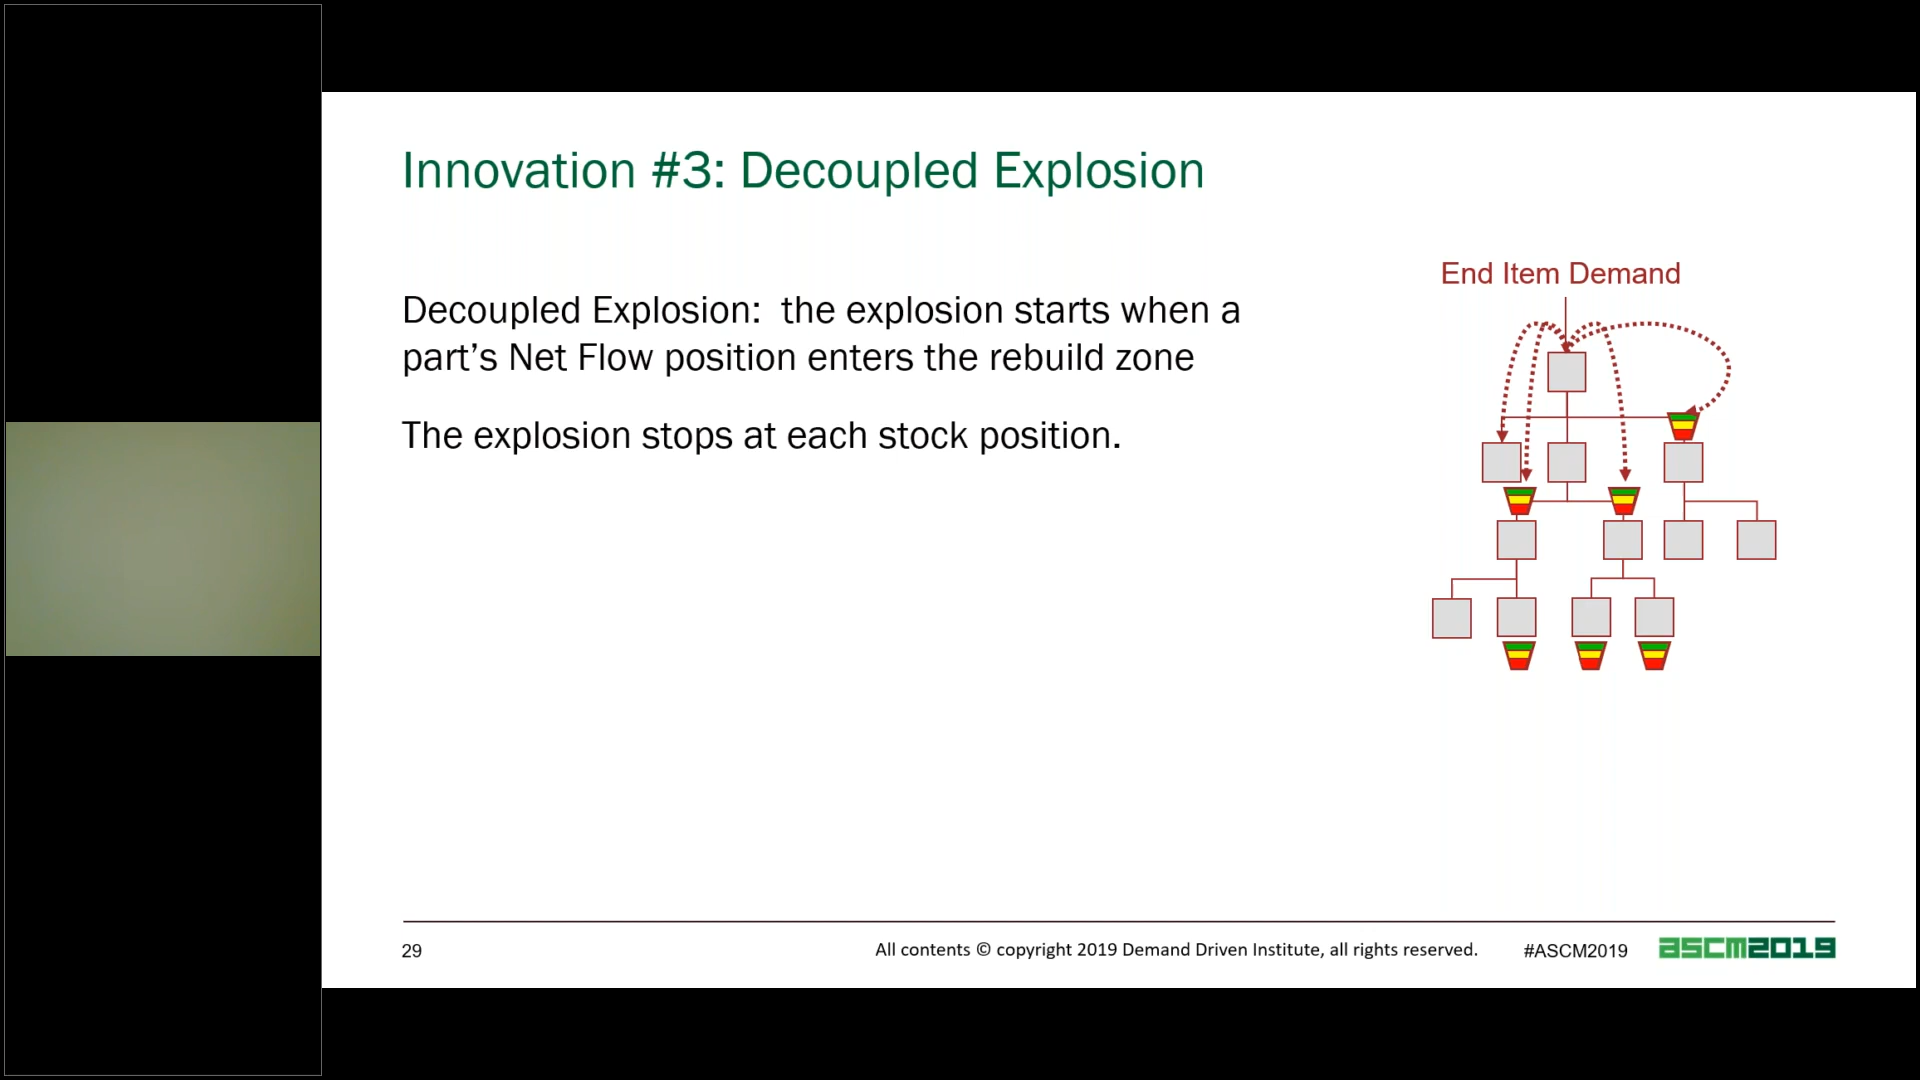 Innovation #3: Decoupled Explosion
Decoupled Explosion:  the explosion starts when a
part’s Net Flow position enters the rebuild zone
The explosion stops at each stock position.
End Item Demand
29
All contents © copyright 2019 Demand Driven Institute, all rights reserved.
#ASCM2019
ascm2019